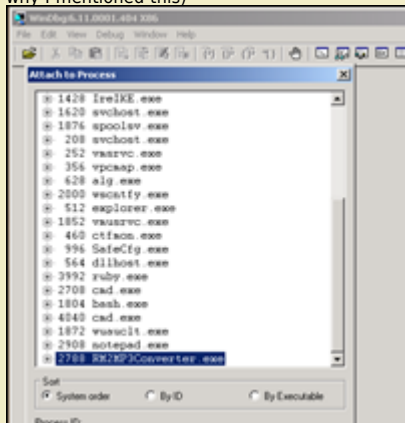 why I mentioned this)
WinDbg:6.11.0001.404 X86
File Edit View Debug Window Help
Attach to Process
1428 IreIKE.exe
1620 svchost.exe
1876 spoolsv.exe
208 svchost.exe
252 vmsrvc.exe
356 vpcmap.exe
628 alg.exe
2000 wscntfy.exe
512 explorer.exe
1852 vmusrvc.exe
460 ctfmon.exe
996 SafeCfg.exe
564 dllhost.exe
3992 ruby.exe
2708 cmd.exe
1804 bash.exe
4040 cmd.exe
1872 wuauclt.exe
2908 notepad.exe
2788 RM2MP3Converter.exe
Sort
System order By ID By Executable
Process ID: